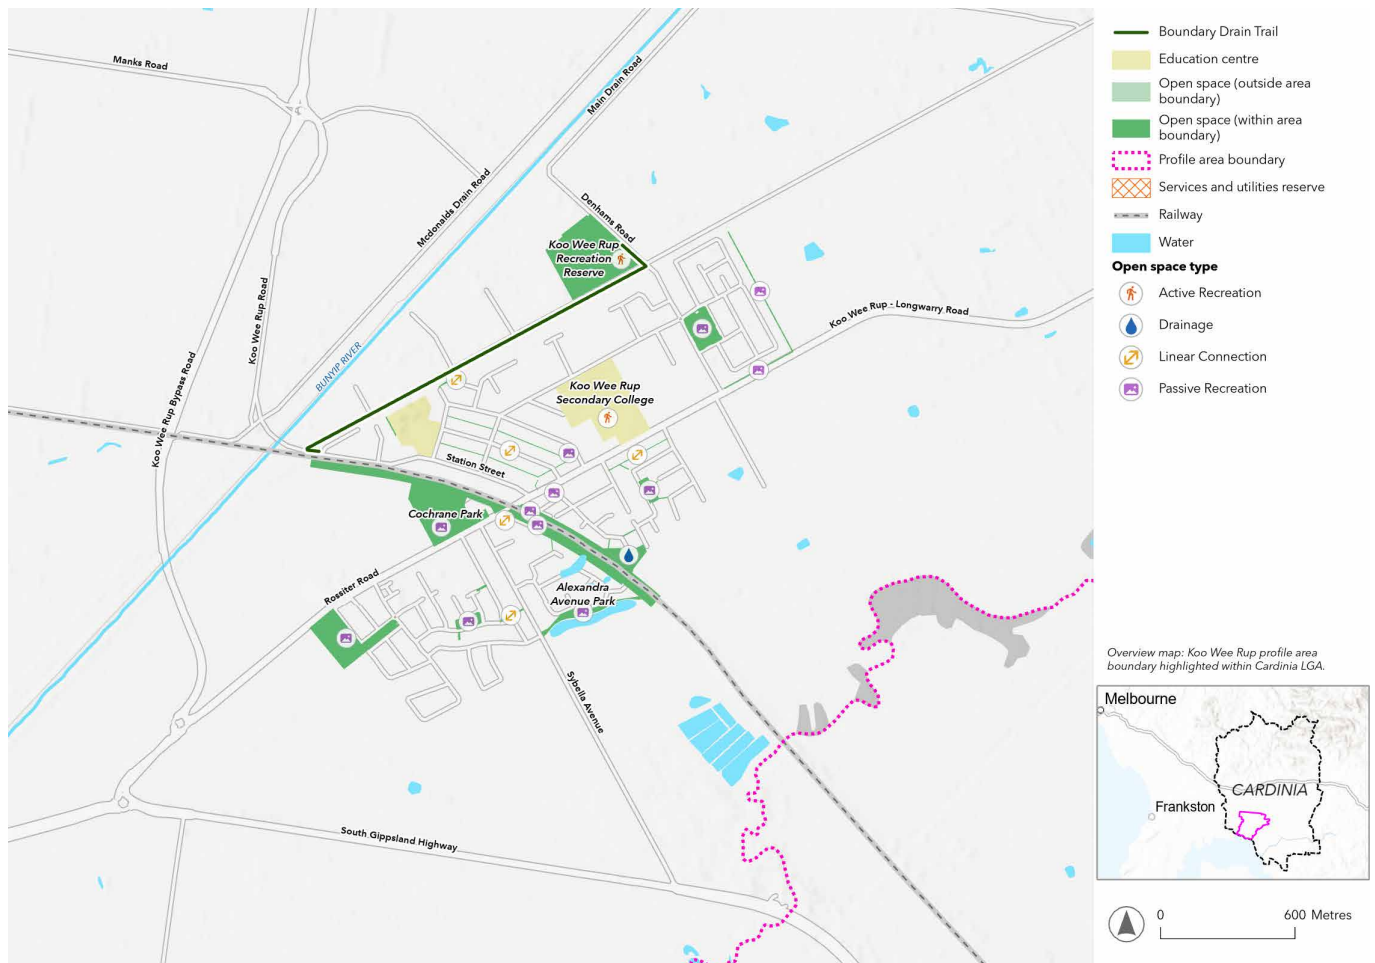 Manks Road
Main Drain Road
Mcdonalds Drain Road
Denhams Road
Koo Wee Rup
Recreation
Reserve
Koo Wee Rup Road
Koo Wee Rup - Longwarry Road
BUNYIP RIVER
Koo Wee Rup Bypass Road
Koo Wee Rup
Secondary College
Station Street
Cochrane Park
Rossiter Road
Alexandra
Avenue Park
Sybella Avenue
South Gippsland Highway
Boundary Drain Trail
Education centre
Open space (outside area
boundary)
Open space (within area
boundary)
Profile area boundary
Services and utilities reserve
Railway
Water
Open space type
Active Recreation
Drainage
Linear Connection
Passive Recreation
Overview map: Koo Wee Rup profile area
boundary highlighted within Cardinia LGA.
Melbourne
CARDINIA
Frankston
0 600 Metres